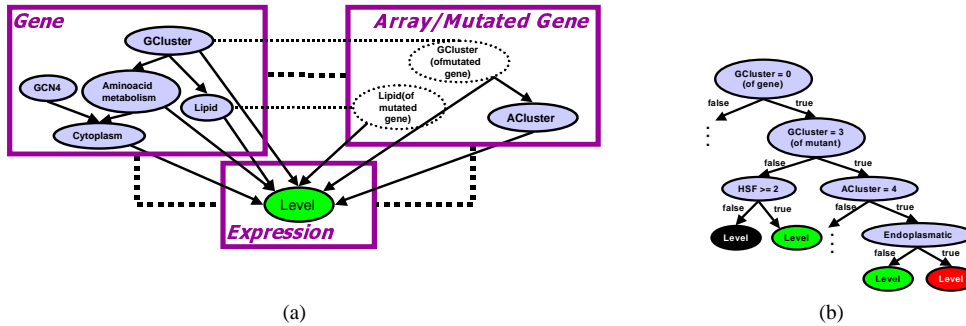 Gene
GCluster
GCN4
Aminoacid
metabolism
Lipid
Cytoplasm
Array/Mutated Gene
GCluster
(ofmutated
gene)
Lipid(of
mutated
gene)
ACluster
Level
Expression
(a)
GCluster = 0
(of gene)
false
true
GCluster = 3
(of mutant)
false
true
HSF >= 2
ACluster = 4
false
true
false
true
Level
Level
Endoplasmatic
false
true
Level
Level
(b)